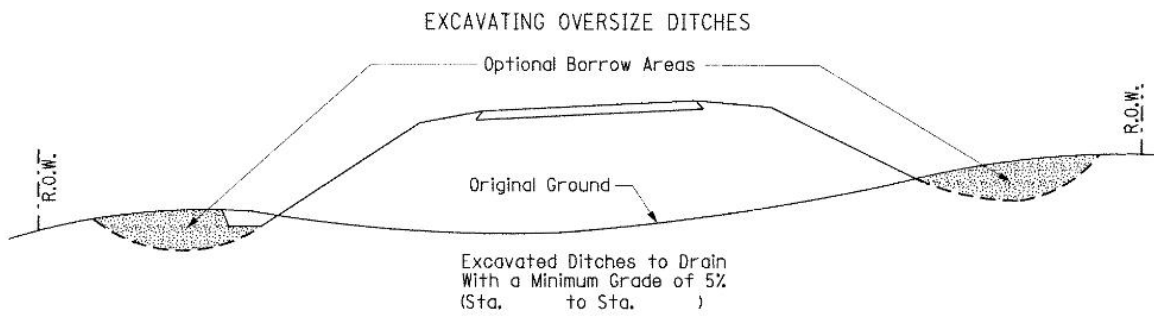 EXCAVATING OVERSIZE DITCHES
Optional Borrow Areas
R.O.W.
R.O.W.
Original Ground
Excavated Ditches to Drain
With a Minimum Grade of 5%
(Sta.      to Sta.      )